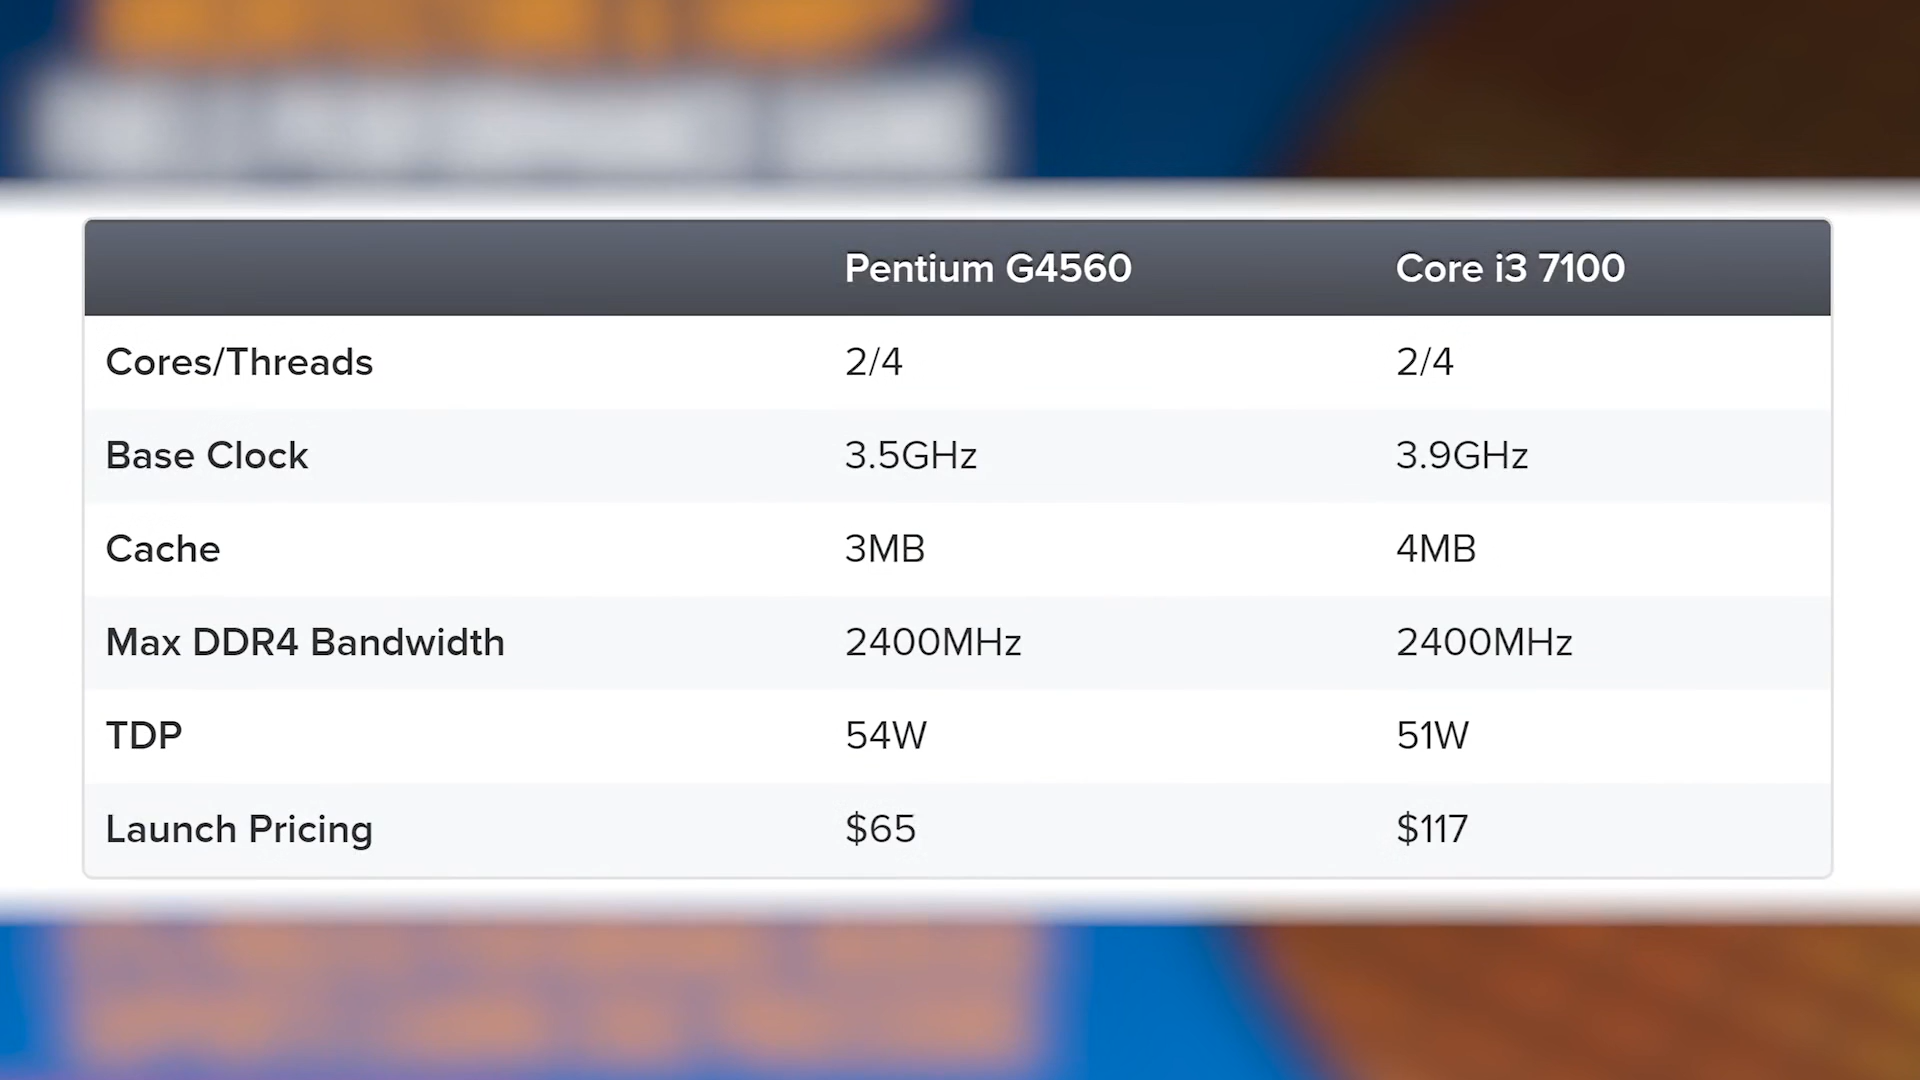 Pentium G4560 Core i3 7100
Cores/Threads 2/4 2/4
Base Clock 3.5GHz 3.9GHz
Cache 3MB 4MB
Max DDR4 Bandwidth 2400MHz 2400MHz
TDP 54W 51W
Launch Pricing $65 $117